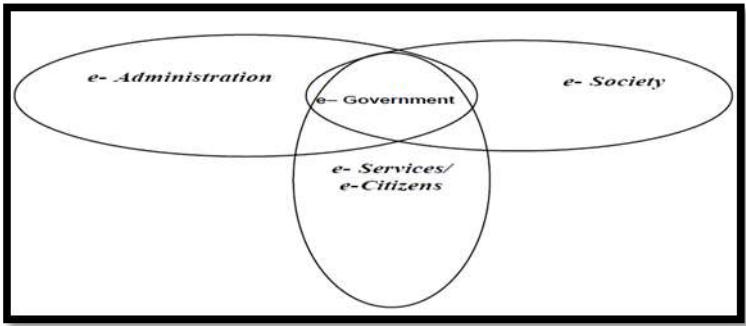 e- Administration
e- Society
e– Government
e- Services/
e-Citizens